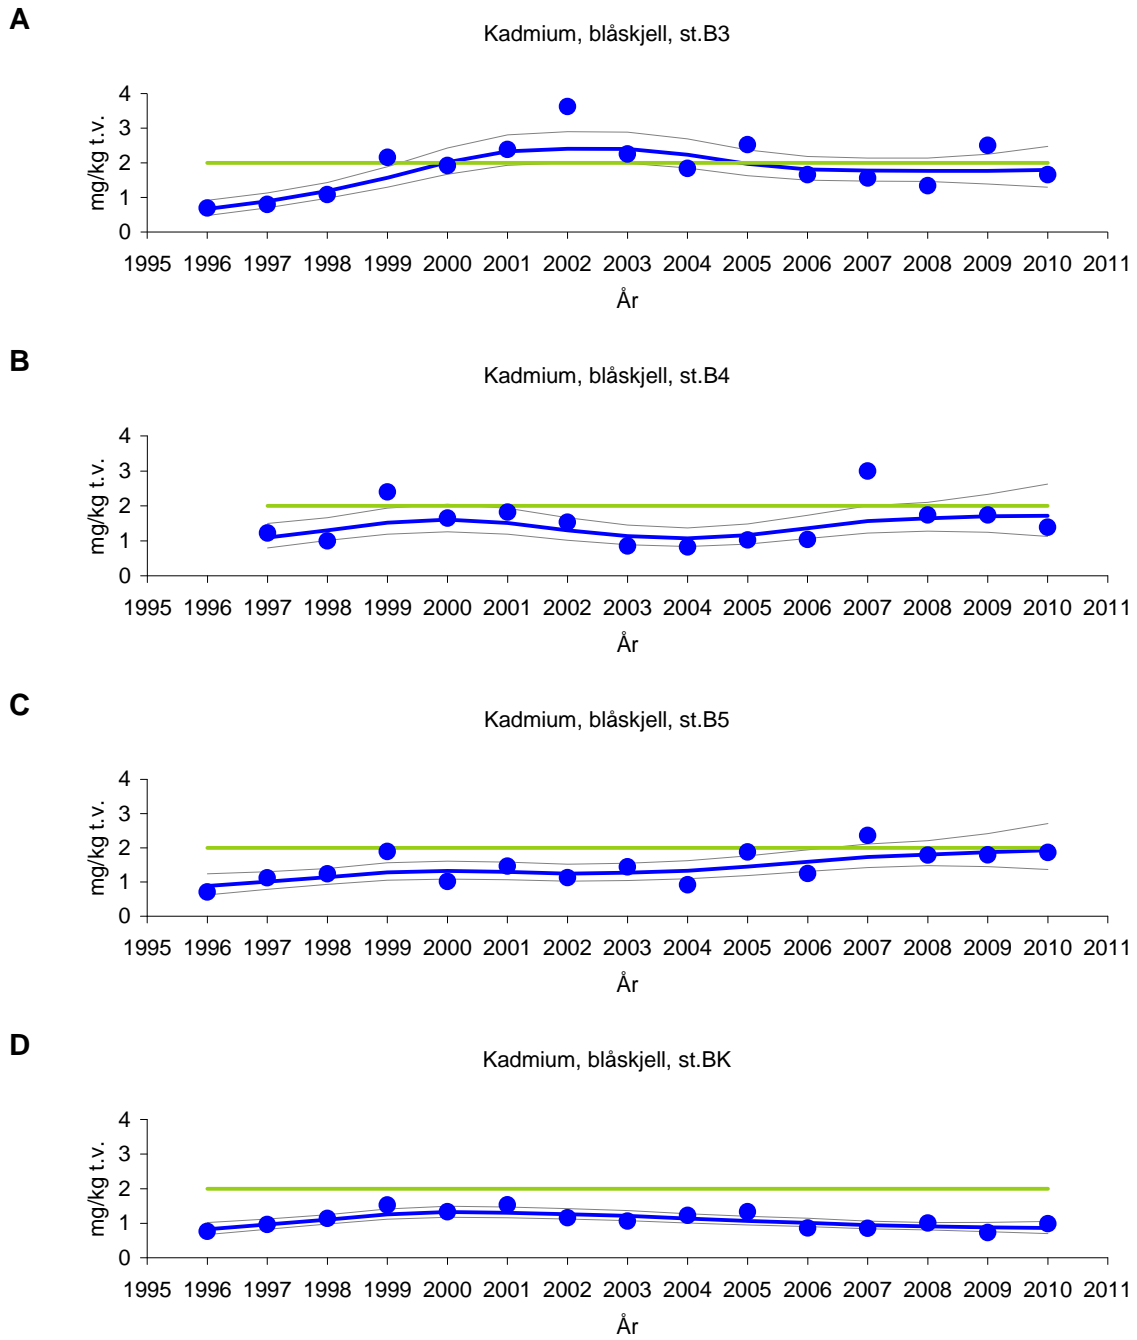 A
Kadmium, blåskjell, st.B3
4
3
2
1
0
mg/kg t.v.
1995 1996 1997 1998 1999 2000 2001 2002 2003 2004 2005 2006 2007 2008 2009 2010 2011
År
B
Kadmium, blåskjell, st.B4
4
3
2
1
0
mg/kg t.v.
1995 1996 1997 1998 1999 2000 2001 2002 2003 2004 2005 2006 2007 2008 2009 2010 2011
År
C
Kadmium, blåskjell, st.B5
4
3
2
1
0
mg/kg t.v.
1995 1996 1997 1998 1999 2000 2001 2002 2003 2004 2005 2006 2007 2008 2009 2010 2011
År
D
Kadmium, blåskjell, st.BK
4
3
2
1
0
mg/kg t.v.
1995 1996 1997 1998 1999 2000 2001 2002 2003 2004 2005 2006 2007 2008 2009 2010 2011
År